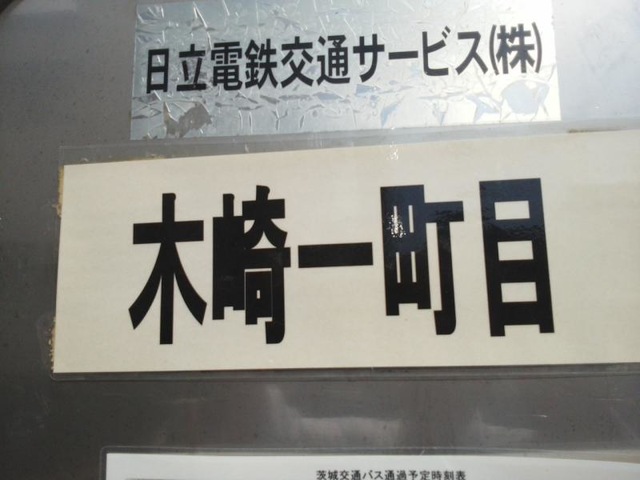 日立電鉄交通サービス(株)
木崎一町目
茨城交通バス通過予定時刻表